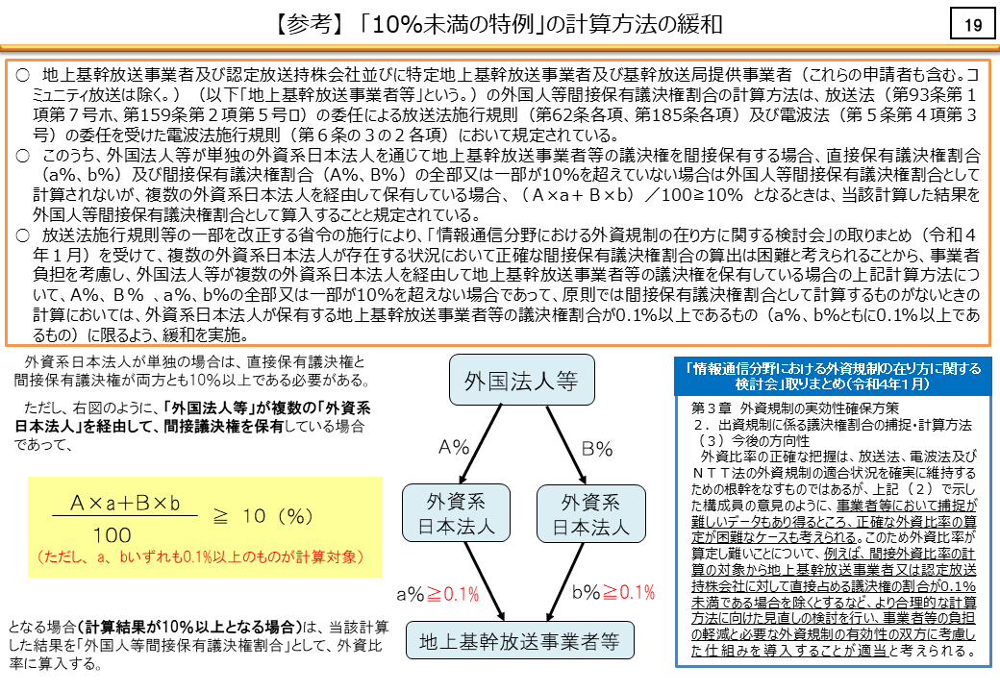 【参考】「10%未満の特例」の計算方法の緩和
19
○ 地上基幹放送事業者及び認定放送持株会社並びに特定地上基幹放送事業者及び基幹放送局提供事業者（これらの申請者も含む。コ
ミュニティ放送は除く。）（以下「地上基幹放送事業者等」という。）の外国人等間接保有議決権割合の計算方法は、放送法（第93条第１
項第７号ホ、第159条第２項第５号ロ）の委任による放送法施行規則（第62条各項、第185条各項）及び電波法（第５条第４項第３
号）の委任を受けた電波法施行規則（第６条の３の２各項）において規定されている。
○ このうち、外国法人等が単独の外資系日本法人を通じて地上基幹放送事業者等の議決権を間接保有する場合、直接保有議決権割合
（a%、b%）及び間接保有議決権割合（A%、B%）の全部又は一部が10%を超えていない場合は外国人等間接保有議決権割合として
計算されないが、複数の外資系日本法人を経由して保有している場合、（A×a＋B×b）／100≧10% となるときは、当該計算した結果を
外国人等間接保有議決権割合として算入することと規定されている。
○ 放送法施行規則等の一部を改正する省令の施行により、「情報通信分野における外資規制の在り方に関する検討会」の取りまとめ（令和４
年１月）を受けて、複数の外資系日本法人が存在する状況において正確な間接保有議決権割合の算出は困難と考えられることから、事業者
負担を考慮し、外国法人等が複数の外資系日本法人を経由して地上基幹放送事業者等の議決権を保有している場合の上記計算方法につ
いて、A%、B% 、a%、b%の全部又は一部が10%を超えない場合であって、原則では間接保有議決権割合として計算するものがないときの
計算においては、外資系日本法人が保有する地上基幹放送事業者等の議決権割合が0.1%以上であるもの（a%、b%ともに0.1%以上であ
るもの）に限るよう、緩和を実施。
外資系日本法人が単独の場合は、直接保有議決権と
間接保有議決権が両方とも10％以上である必要がある。
ただし、右図のように、「外国法人等」が複数の「外資系
日本法人」を経由して、間接議決権を保有している場合
であって、
A×a＋B×b
100
≧ 10（%）
（ただし、a、bいずれも0.1%以上のものが計算対象）
となる場合（計算結果が10%以上となる場合）は、当該計算
した結果を「外国人等間接保有議決権割合」として、外資比
率に算入する。
外国法人等
A%
B%
外資系
日本法人
外資系
日本法人
a%≧0.1%
b%≧0.1%
地上基幹放送事業者等
「情報通信分野における外資規制の在り方に関する
検討会」取りまとめ（令和4年１月）
第３章 外資規制の実効性確保方策
２．出資規制に係る議決権割合の捕捉・計算方法
（３）今後の方向性
外資比率の正確な把握は、放送法、電波法及び
ＮＴＴ法の外資規制の適合状況を確実に維持する
ための根幹をなすものではあるが、上記（２）で示し
た構成員の意見のように、事業者等において捕捉が
難しいデータもあり得るところ、正確な外資比率の算
定が困難なケースも考えられる。このため外資比率が
算定し難いことについて、例えば、間接外資比率の計
算の対象から地上基幹放送事業者又は認定放送
持株会社に対して直接占める議決権の割合が0.1%
未満である場合を除くとするなど、より合理的な計算
方法に向けた見直しの検討を行い、事業者等の負担
の軽減と必要な外資規制の有効性の双方に考慮し
た仕組みを導入することが適当と考えられる。